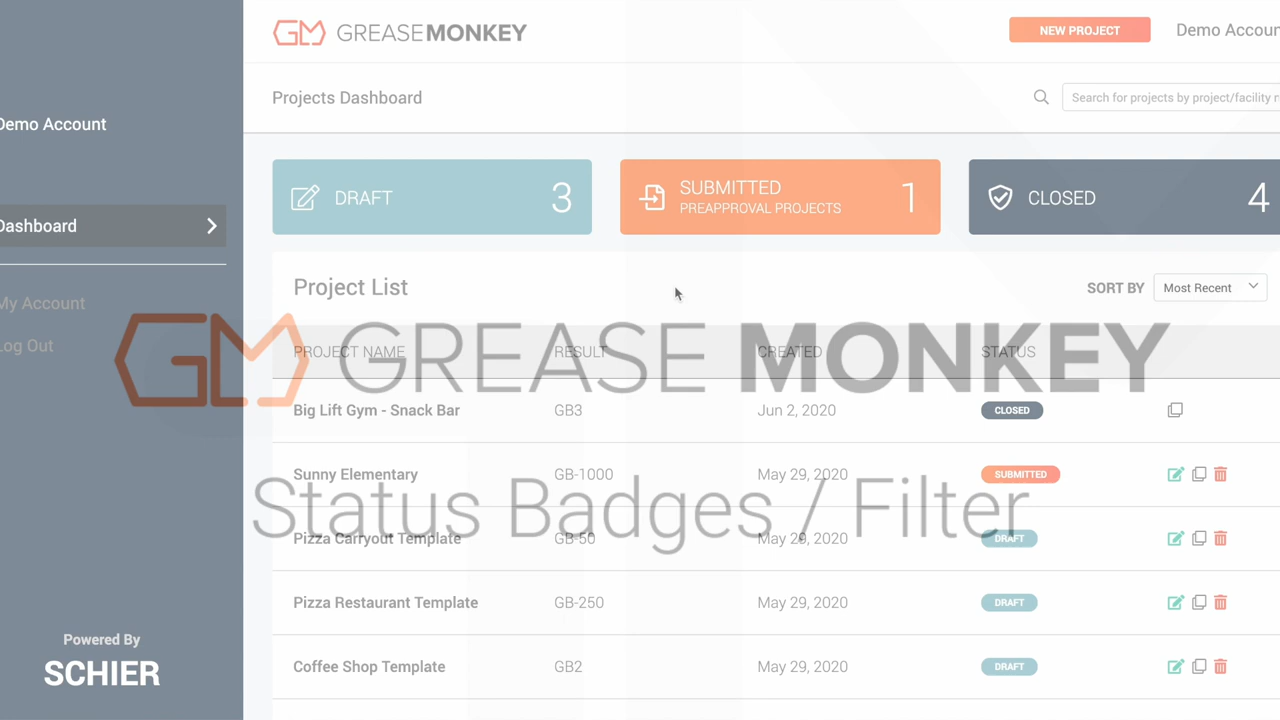 GM GREASEMONKEY
NEW PROJECT
Demo Accoun
Demo Account
Projects Dashboard
Search for projects by project/facility n
DRAFT 3
SUBMITTED
PREAPPROVAL PROJECTS
1
CLOSED 4
Dashboard
My Account
Log Out
Project List
SORT BY Most Recent
GM GREASE MONKEY
Status Badges / Filter
PROJECT NAME RESULT CREATED STATUS
Big Lift Gym - Snack Bar GB3 Jun 2, 2020 CLOSED
Sunny Elementary GB-1000 May 29, 2020 SUBMITTED
Pizza Carryout Template GB-50 May 29, 2020 DRAFT
Pizza Restaurant Template GB-250 May 29, 2020 DRAFT
Coffee Shop Template GB2 May 29, 2020 DRAFT
Powered By
SCHIER